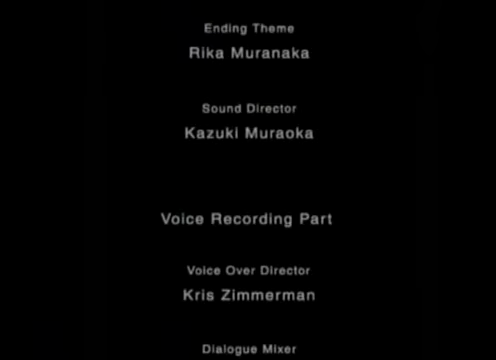 Ending Theme
Rika Muranaka
Sound Director
Kazuki Muraoka
Voice Recording Part
Voice Over Director
Kris Zimmerman
Dialogue Mixer